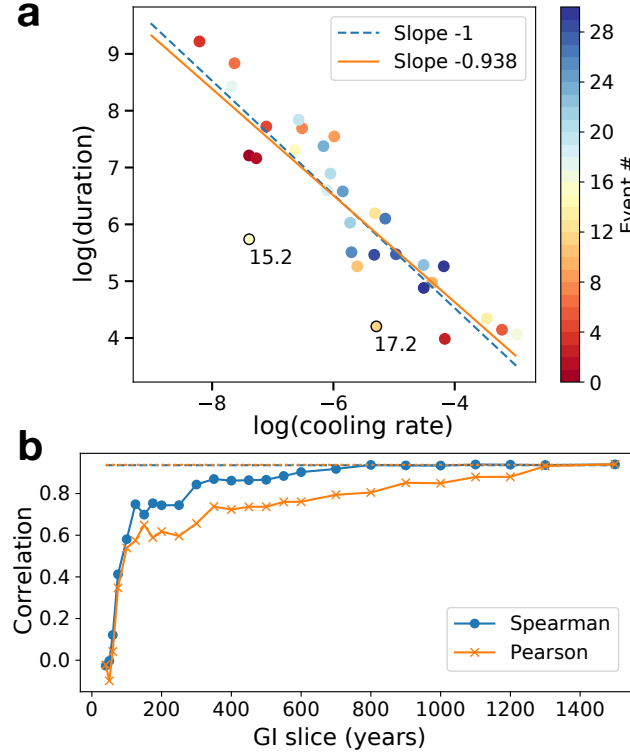 a
Slope -1
Slope -0.938
log(duration)
9
8
7
6
5
4
15.2
17.2
−8
−6
−4
log(cooling rate)
28
24
20
16
12
8
4
0
Event #
b
Correlation
0.8
0.6
0.4
0.2
0.0
Spearman
Pearson
0
200
400
600
800
1000
1200
1400
GI slice (years)